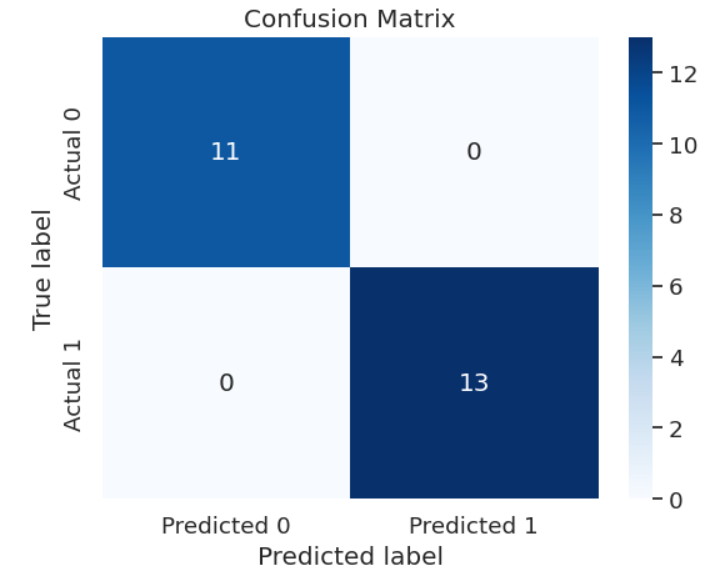 Confusion Matrix
Actual 0
11
0
12
10
8
6
4
2
0
True label
Actual 1
0
13
Predicted 0
Predicted 1
Predicted label